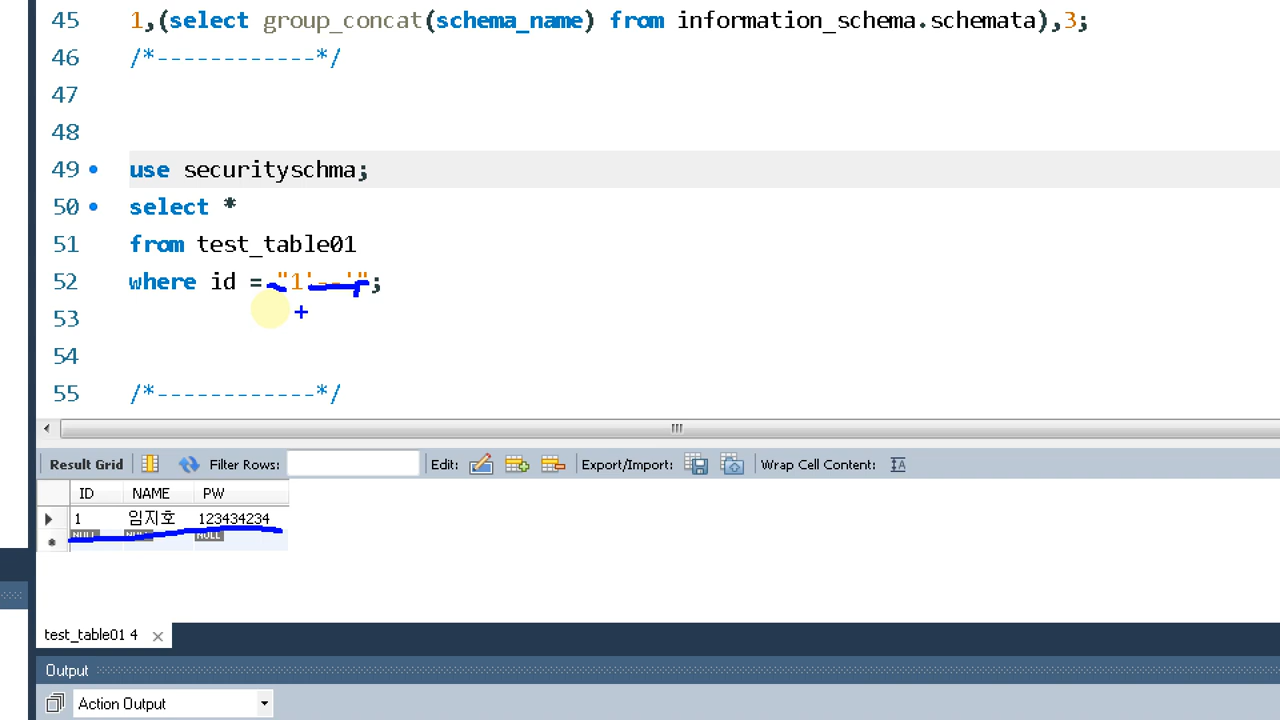 45 1,(select group_concat(schema_name) from information_schema.schemata),3;
46 /*------------*/
47
48
49 use securityschma;
50 select *
51 from test_table01
52 where id = "1'--'";
53
54
55 /*------------*/
Result Grid Filter Rows: Edit: Export/Import: Wrap Cell Content: IA
ID NAME PW
1 임지호 123434234
NULL NULL NULL
test_table01 4
Output
Action Output